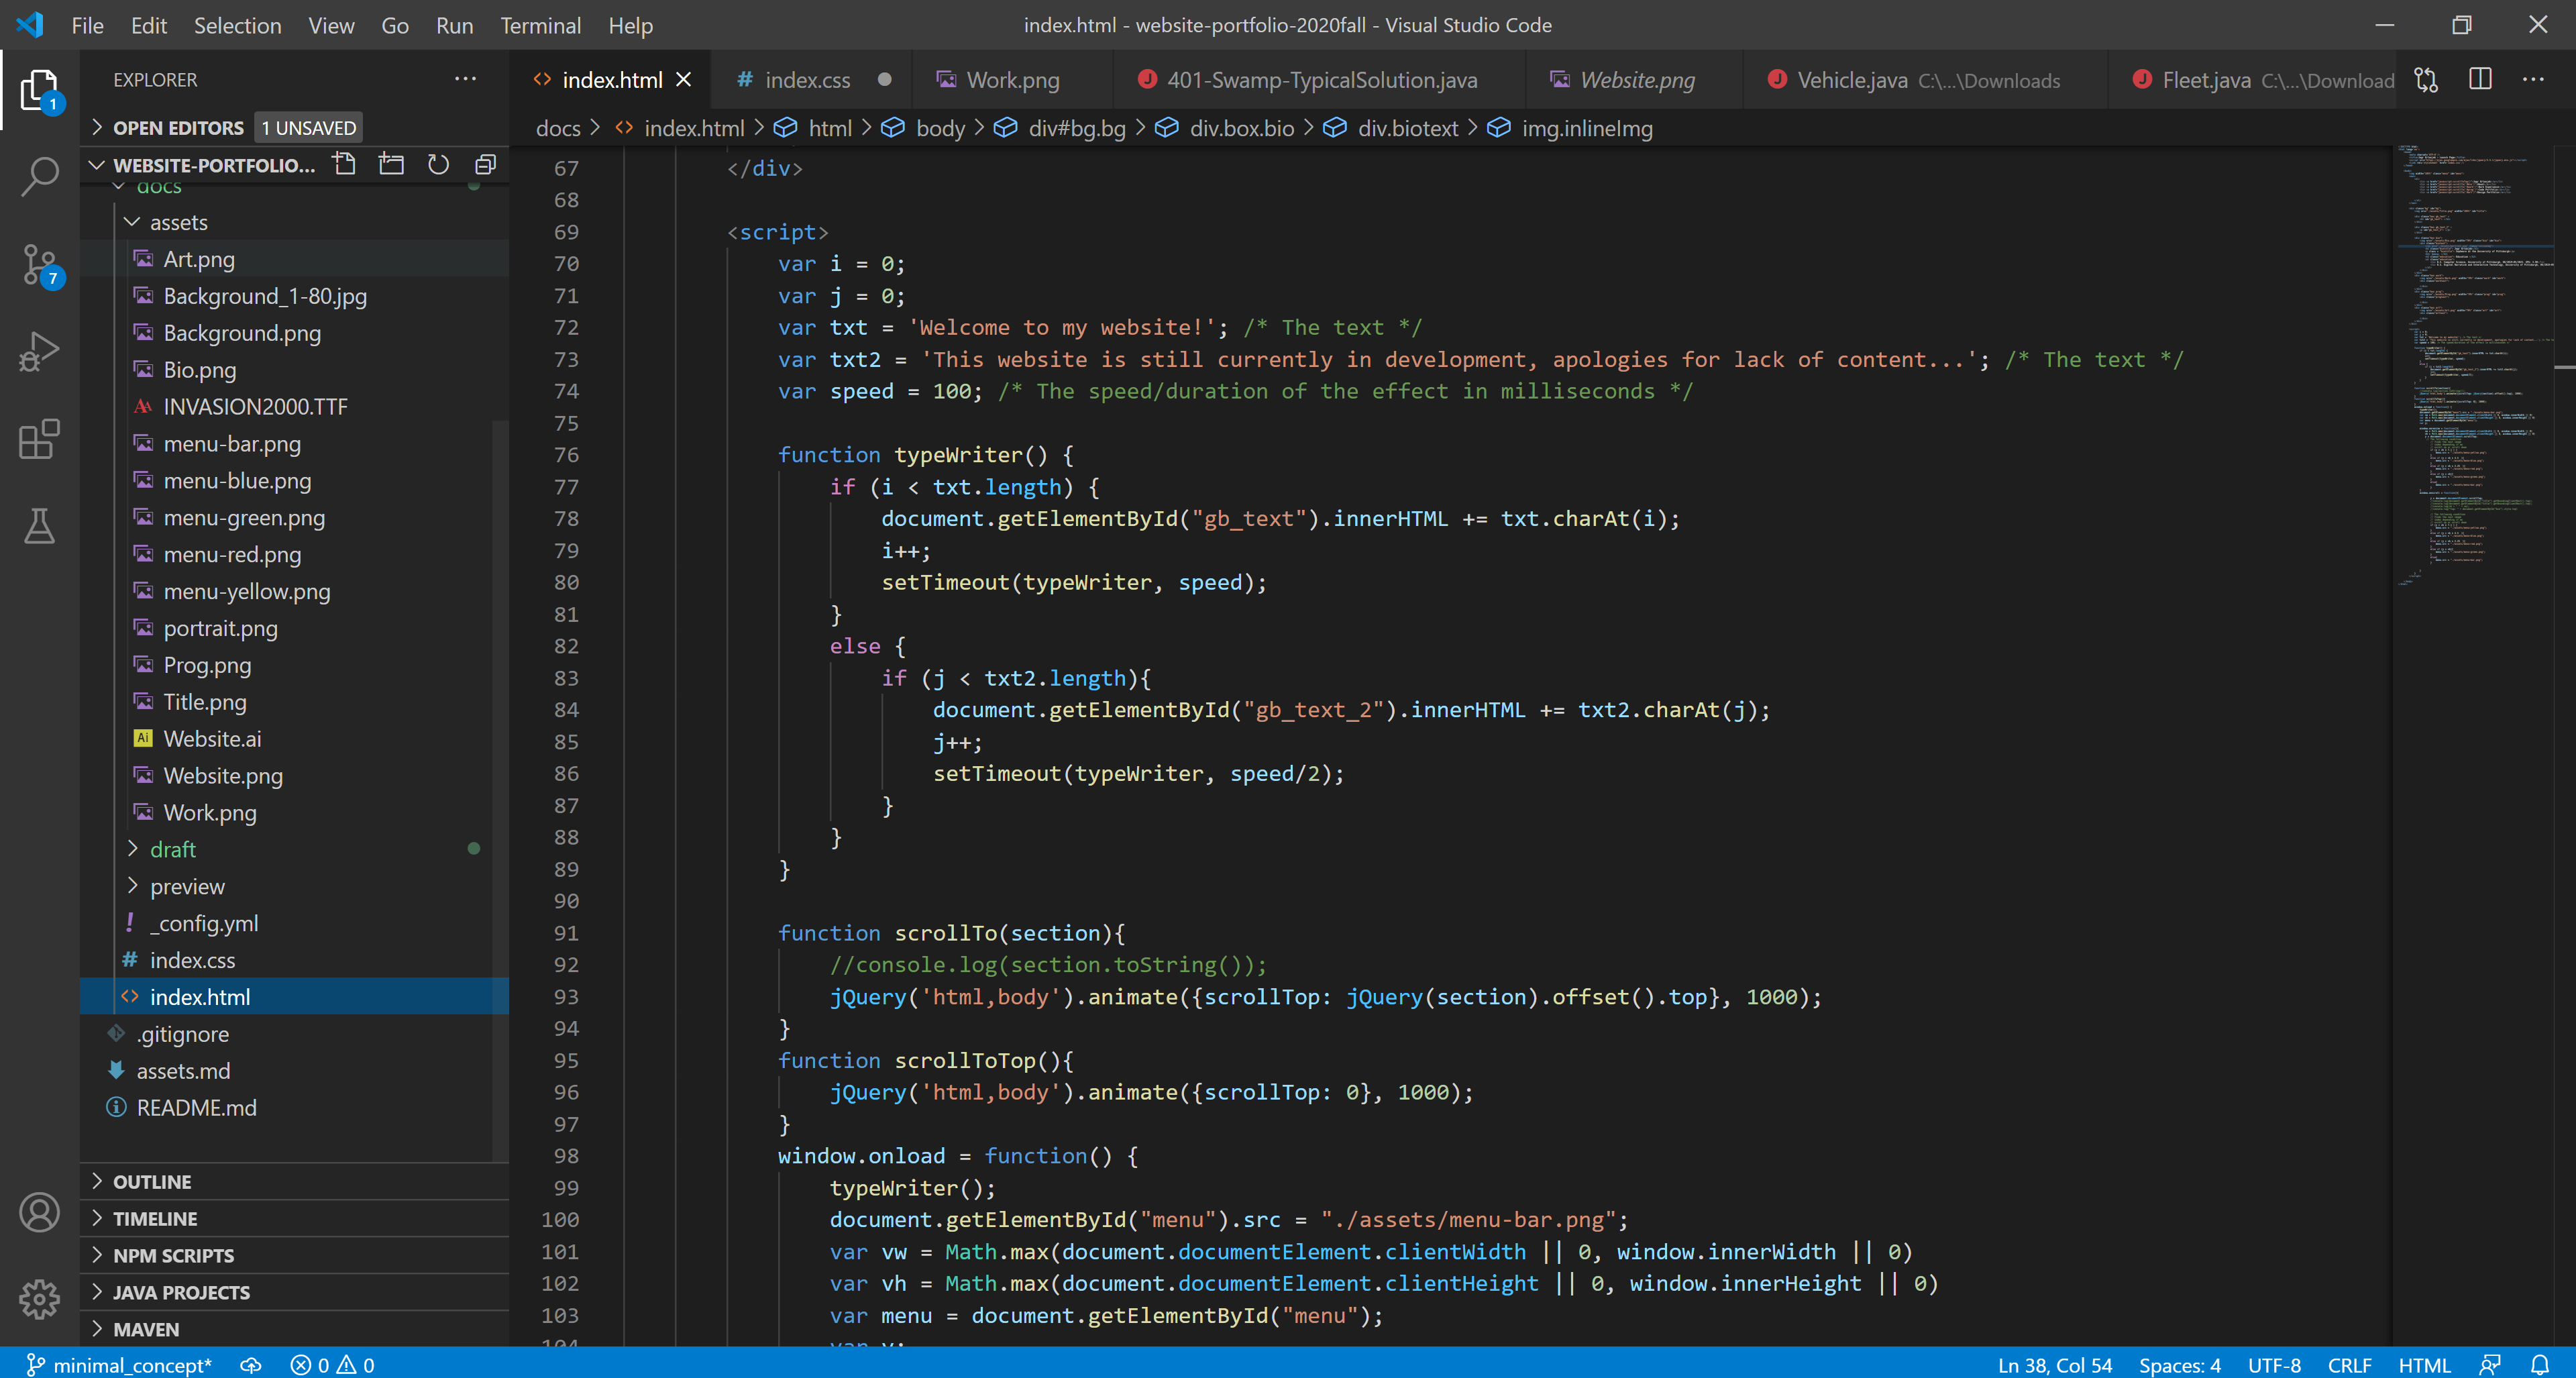 File Edit Selection View Go Run Terminal Help
index.html - website-portfolio-2020fall - Visual Studio Code
EXPLORER
index.html
index.css
Work.png
401-Swamp-TypicalSolution.java
Website.png
Vehicle.java C:\...\Downloads
Fleet.java C:\...\Download
OPEN EDITORS 1 UNSAVED
docs > index.html > html > body > div#bg.bg > div.box.bio > div.biotext > img.inlineImg
1
7
WEBSITE-PORTFOLIO...
docs
assets
Art.png
Background_1-80.jpg
Background.png
Bio.png
INVASION2000.TTF
menu-bar.png
menu-blue.png
menu-green.png
menu-red.png
menu-yellow.png
portrait.png
Prog.png
Title.png
Ai Website.ai
Website.png
Work.png
draft
preview
_config.yml
index.css
index.html
.gitignore
assets.md
README.md
OUTLINE
TIMELINE
NPM SCRIPTS
JAVA PROJECTS
MAVEN
67 </div>
68
69 <script>
70 var i = 0;
71 var j = 0;
72 var txt = 'Welcome to my website!'; /* The text */
73 var txt2 = 'This website is still currently in development, apologies for lack of content...'; /* The text */
74 var speed = 100; /* The speed/duration of the effect in milliseconds */
75
76 function typeWriter() {
77 if (i < txt.length) {
78 document.getElementById("gb_text").innerHTML += txt.charAt(i);
79 i++;
80 setTimeout(typeWriter, speed);
81 }
82 else {
83 if (j < txt2.length){
84 document.getElementById("gb_text_2").innerHTML += txt2.charAt(j);
85 j++;
86 setTimeout(typeWriter, speed/2);
87 }
88 }
89 }
90
91 function scrollTo(section){
92 //console.log(section.toString());
93 jQuery('html,body').animate({scrollTop: jQuery(section).offset().top}, 1000);
94 }
95 function scrollToTop(){
96 jQuery('html,body').animate({scrollTop: 0}, 1000);
97 }
98 window.onload = function() {
99 typeWriter();
100 document.getElementById("menu").src = "./assets/menu-bar.png";
101 var vw = Math.max(document.documentElement.clientWidth || 0, window.innerWidth || 0)
102 var vh = Math.max(document.documentElement.clientHeight || 0, window.innerHeight || 0)
103 var menu = document.getElementById("menu");
minimal_concept* 0 0
Ln 38, Col 54 Spaces: 4 UTF-8 CRLF HTML